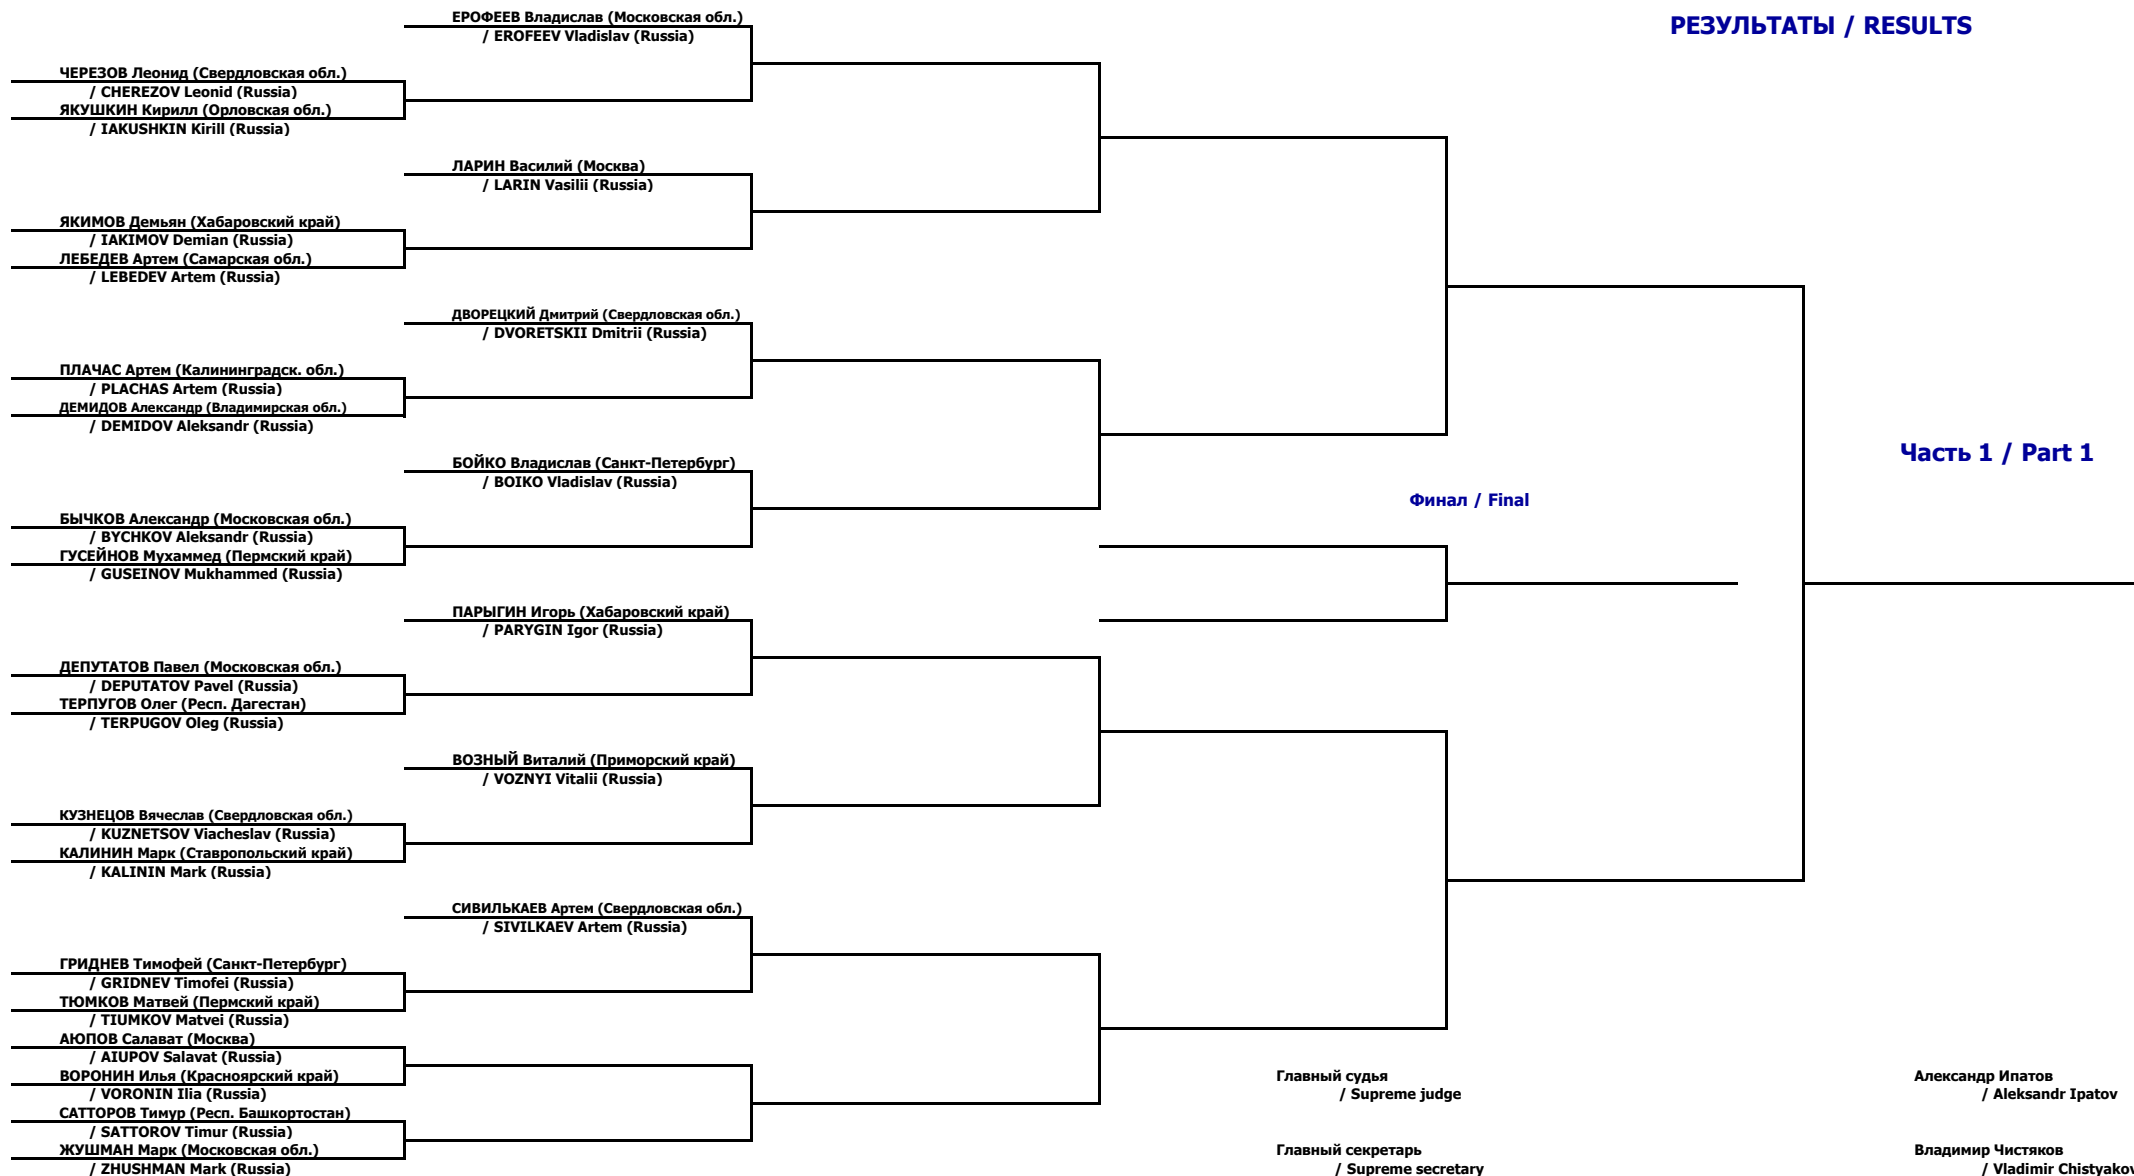 РЕЗУЛЬТАТЫ / RESULTS
ЕРОФЕЕВ Владислав (Московская обл.)
/ EROFEEV Vladislav (Russia)
ЧЕРЕЗОВ Леонид (Свердловская обл.)
/ CHEREZOV Leonid (Russia)
ЯКУШКИН Кирилл (Орловская обл.)
/ IAKUSHKIN Kirill (Russia)
ЛАРИН Василий (Москва)
/ LARIN Vasilii (Russia)
ЯКИМОВ Демьян (Хабаровский край)
/ IAKIMOV Demian (Russia)
ЛЕБЕДЕВ Артем (Самарская обл.)
/ LEBEDEV Artem (Russia)
ДВОРЕЦКИЙ Дмитрий (Свердловская обл.)
/ DVORETSKII Dmitrii (Russia)
ПЛАЧАС Артем (Калининградск. обл.)
/ PLACHAS Artem (Russia)
ДЕМИДОВ Александр (Владимирская обл.)
/ DEMIDOV Aleksandr (Russia)
Часть 1 / Part 1
БОЙКО Владислав (Санкт-Петербург)
/ BOIKO Vladislav (Russia)
Финал / Final
БЫЧКОВ Александр (Московская обл.)
/ BYCHKOV Aleksandr (Russia)
ГУСЕЙНОВ Мухаммед (Пермский край)
/ GUSEINOV Mukhammed (Russia)
ПАРЫГИН Игорь (Хабаровский край)
/ PARYGIN Igor (Russia)
ДЕПУТАТОВ Павел (Московская обл.)
/ DEPUTATOV Pavel (Russia)
ТЕРПУГОВ Олег (Респ. Дагестан)
/ TERPUGOV Oleg (Russia)
ВОЗНЫЙ Виталий (Приморский край)
/ VOZNYI Vitalii (Russia)
КУЗНЕЦОВ Вячеслав (Свердловская обл.)
/ KUZNETSOV Viacheslav (Russia)
КАЛИНИН Марк (Ставропольский край)
/ KALININ Mark (Russia)
СИВИЛЬКАЕВ Артем (Свердловская обл.)
/ SIVILKAEV Artem (Russia)
ГРИДНЕВ Тимофей (Санкт-Петербург)
/ GRIDNEV Timofei (Russia)
ТЮМКОВ Матвей (Пермский край)
/ TIUMKOV Matvei (Russia)
АЮПОВ Салават (Москва)
/ AIUPOV Salavat (Russia)
ВОРОНИН Илья (Красноярский край)
/ VORONIN Ilia (Russia)
САТТОРОВ Тимур (Респ. Башкортостан)
/ SATTOROV Timur (Russia)
ЖУШМАН Марк (Московская обл.)
/ ZHUSHMAN Mark (Russia)
Главный судья
/ Supreme judge
Александр Ипатов
/ Aleksandr Ipatov
Главный секретарь
/ Supreme secretary
Владимир Чистяков
/ Vladimir Chistyakov